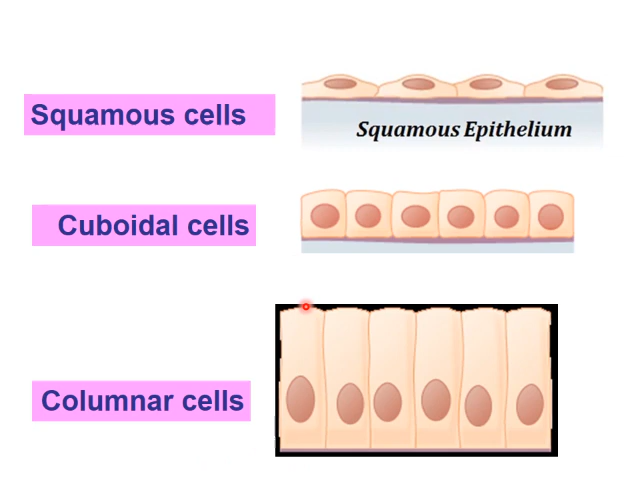 Squamous cells
Squamous Epithelium
Cuboidal cells
Columnar cells